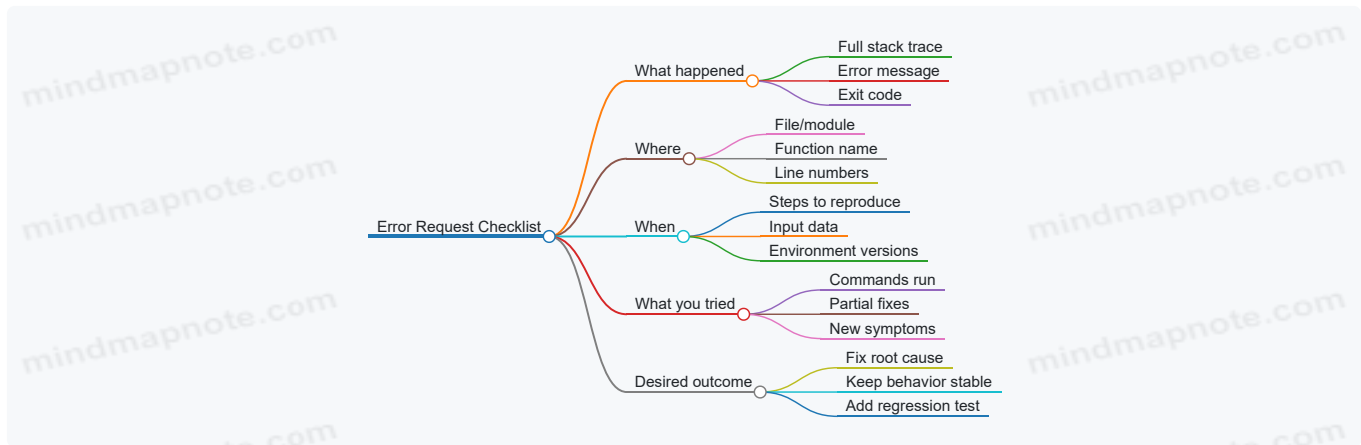 Error Request Checklist
What happened
Full stack trace
Error message
Exit code
Where
File/module
Function name
Line numbers
When
Steps to reproduce
Input data
Environment versions
What you tried
Commands run
Partial fixes
New symptoms
Desired outcome
Fix root cause
Keep behavior stable
Add regression test
mindmapnote.com
mindmapnote.com
mindmapnote.com
mindmapnote.com
mindmapnote.com
mindmapnote.com
mindmapnote.com
mindmapnote.com